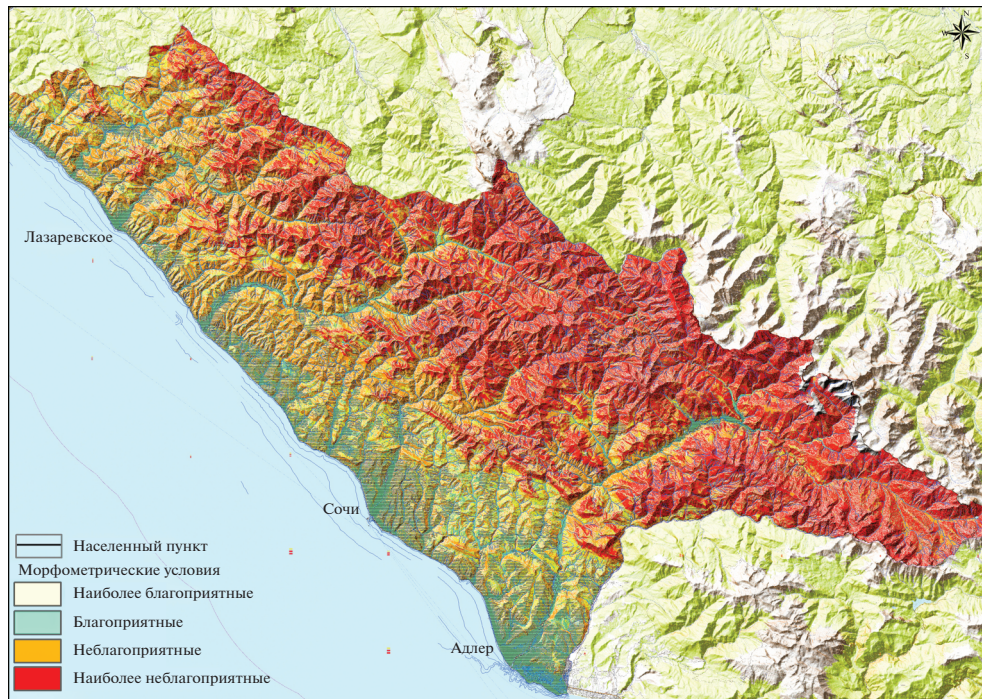 N
W
S
Лазаревское
Сочи
Адлер
Населенный пункт
Морфометрические условия
Наиболее благоприятные
Благоприятные
Неблагоприятные
Наиболее неблагоприятные